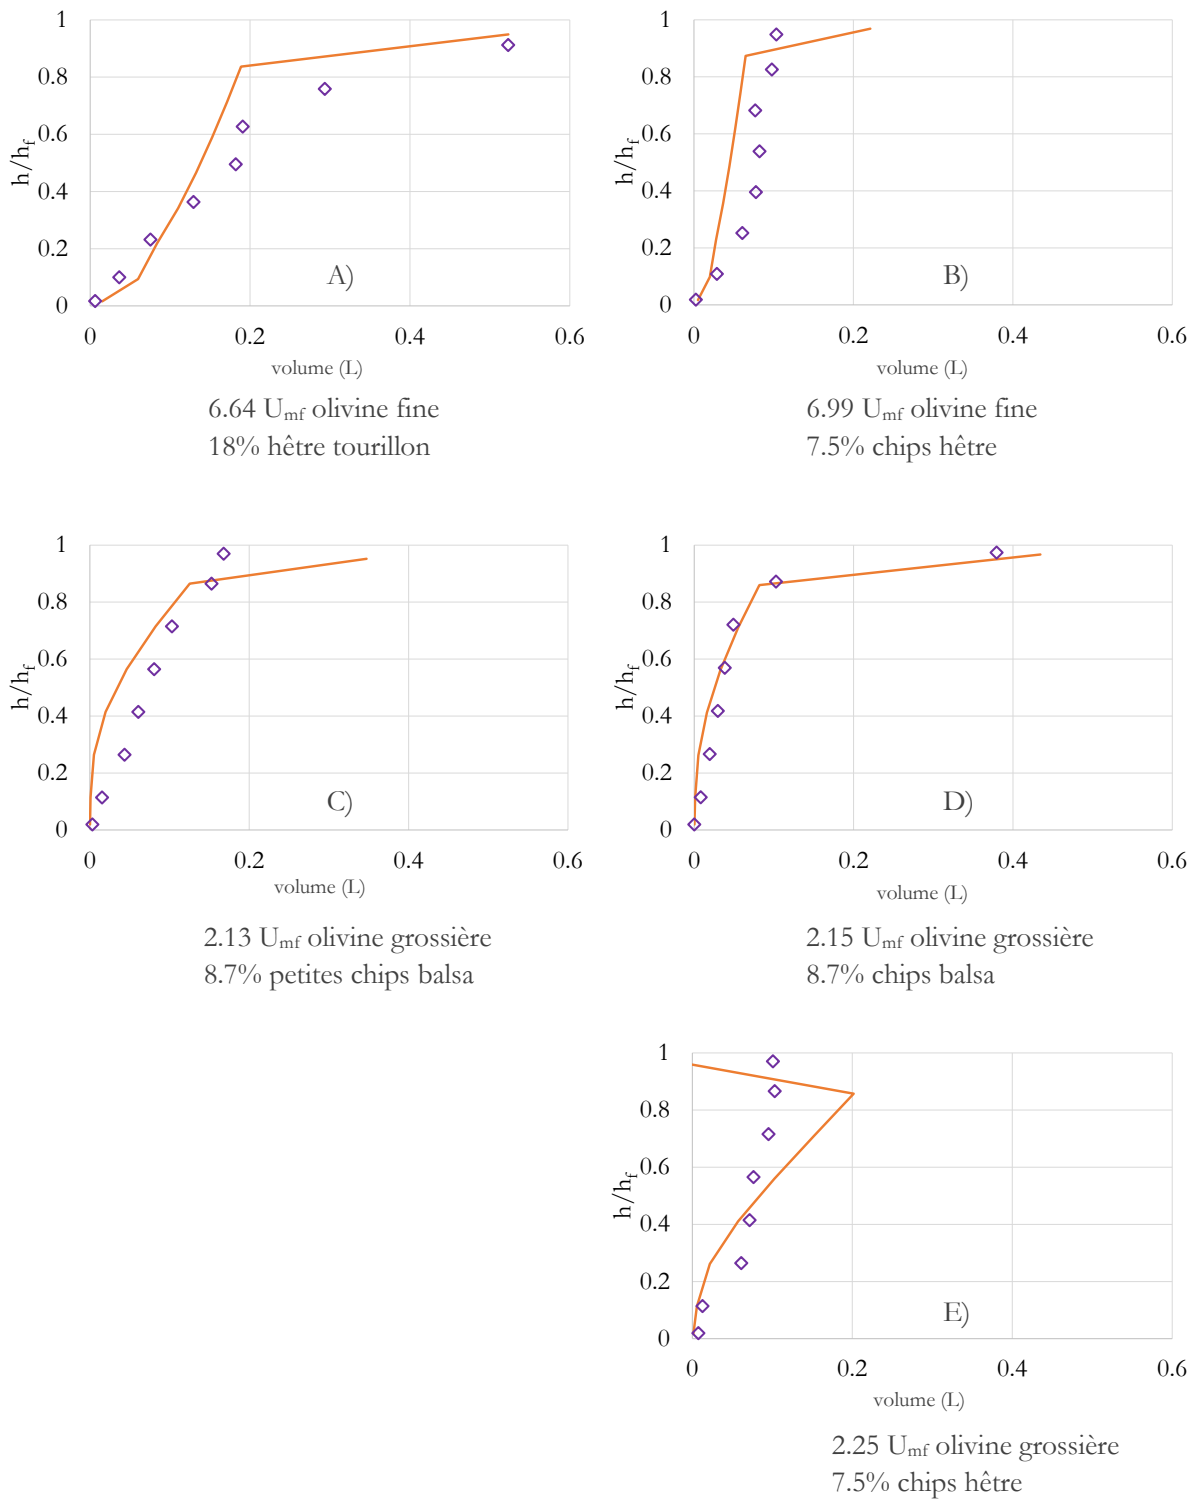 1
0.8
0.6
0.4
0.2
0
h/hf
0
0.2
0.4
0.6
volume (L)
A)
6.64 Umf olivine fine
18% hêtre tourillon
1
0.8
0.6
0.4
0.2
0
h/hf
0
0.2
0.4
0.6
volume (L)
B)
6.99 Umf olivine fine
7.5% chips hêtre
1
0.8
0.6
0.4
0.2
0
h/hf
0
0.2
0.4
0.6
volume (L)
C)
2.13 Umf olivine grossière
8.7% petites chips balsa
1
0.8
0.6
0.4
0.2
0
h/hf
0
0.2
0.4
0.6
volume (L)
D)
2.15 Umf olivine grossière
8.7% chips balsa
1
0.8
0.6
0.4
0.2
0
h/hf
0
0.2
0.4
0.6
volume (L)
E)
2.25 Umf olivine grossière
7.5% chips hêtre